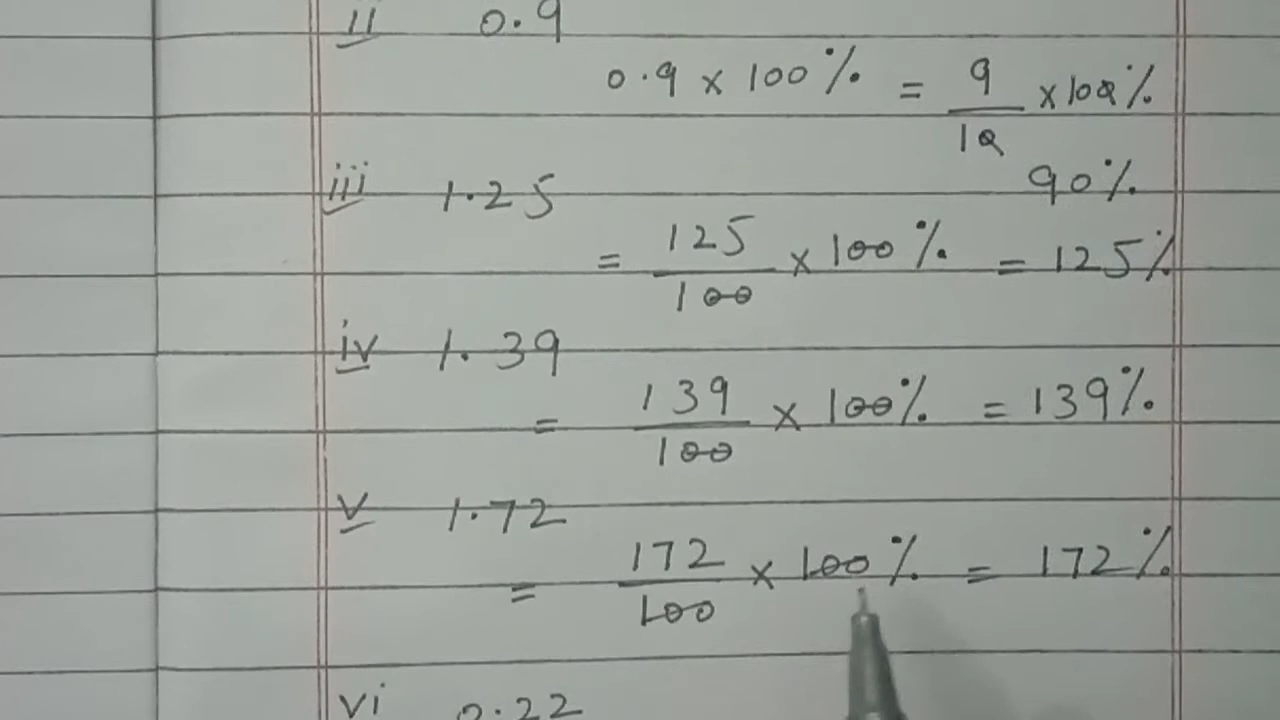 ii 0.9
0.9 × 100% = 9/10 × 100%
90%
iii 1.25
= 125/100 × 100% = 125%
iv 1.39
= 139/100 × 100% = 139%
v 1.72
= 172/100 × 100% = 172%
vi 0.22